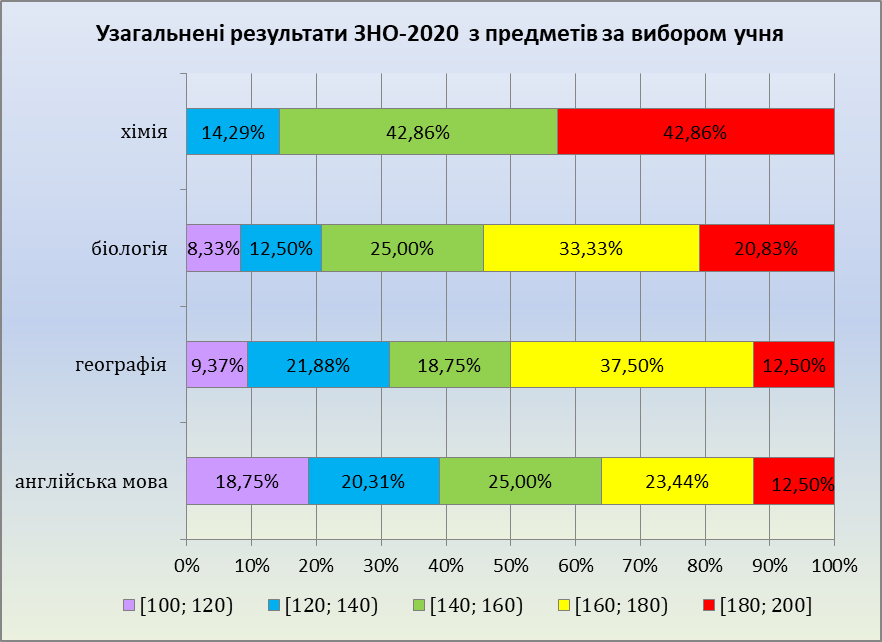 Узагальнені результати ЗНО-2020 з предметів за вибором учня
хімія 14,29% 42,86% 42,86%
біологія 8,33% 12,50% 25,00% 33,33% 20,83%
географія 9,37% 21,88% 18,75% 37,50% 12,50%
англійська мова 18,75% 20,31% 25,00% 23,44% 12,50%
0% 10% 20% 30% 40% 50% 60% 70% 80% 90% 100%
[100; 120) [120; 140) [140; 160) [160; 180) [180; 200]